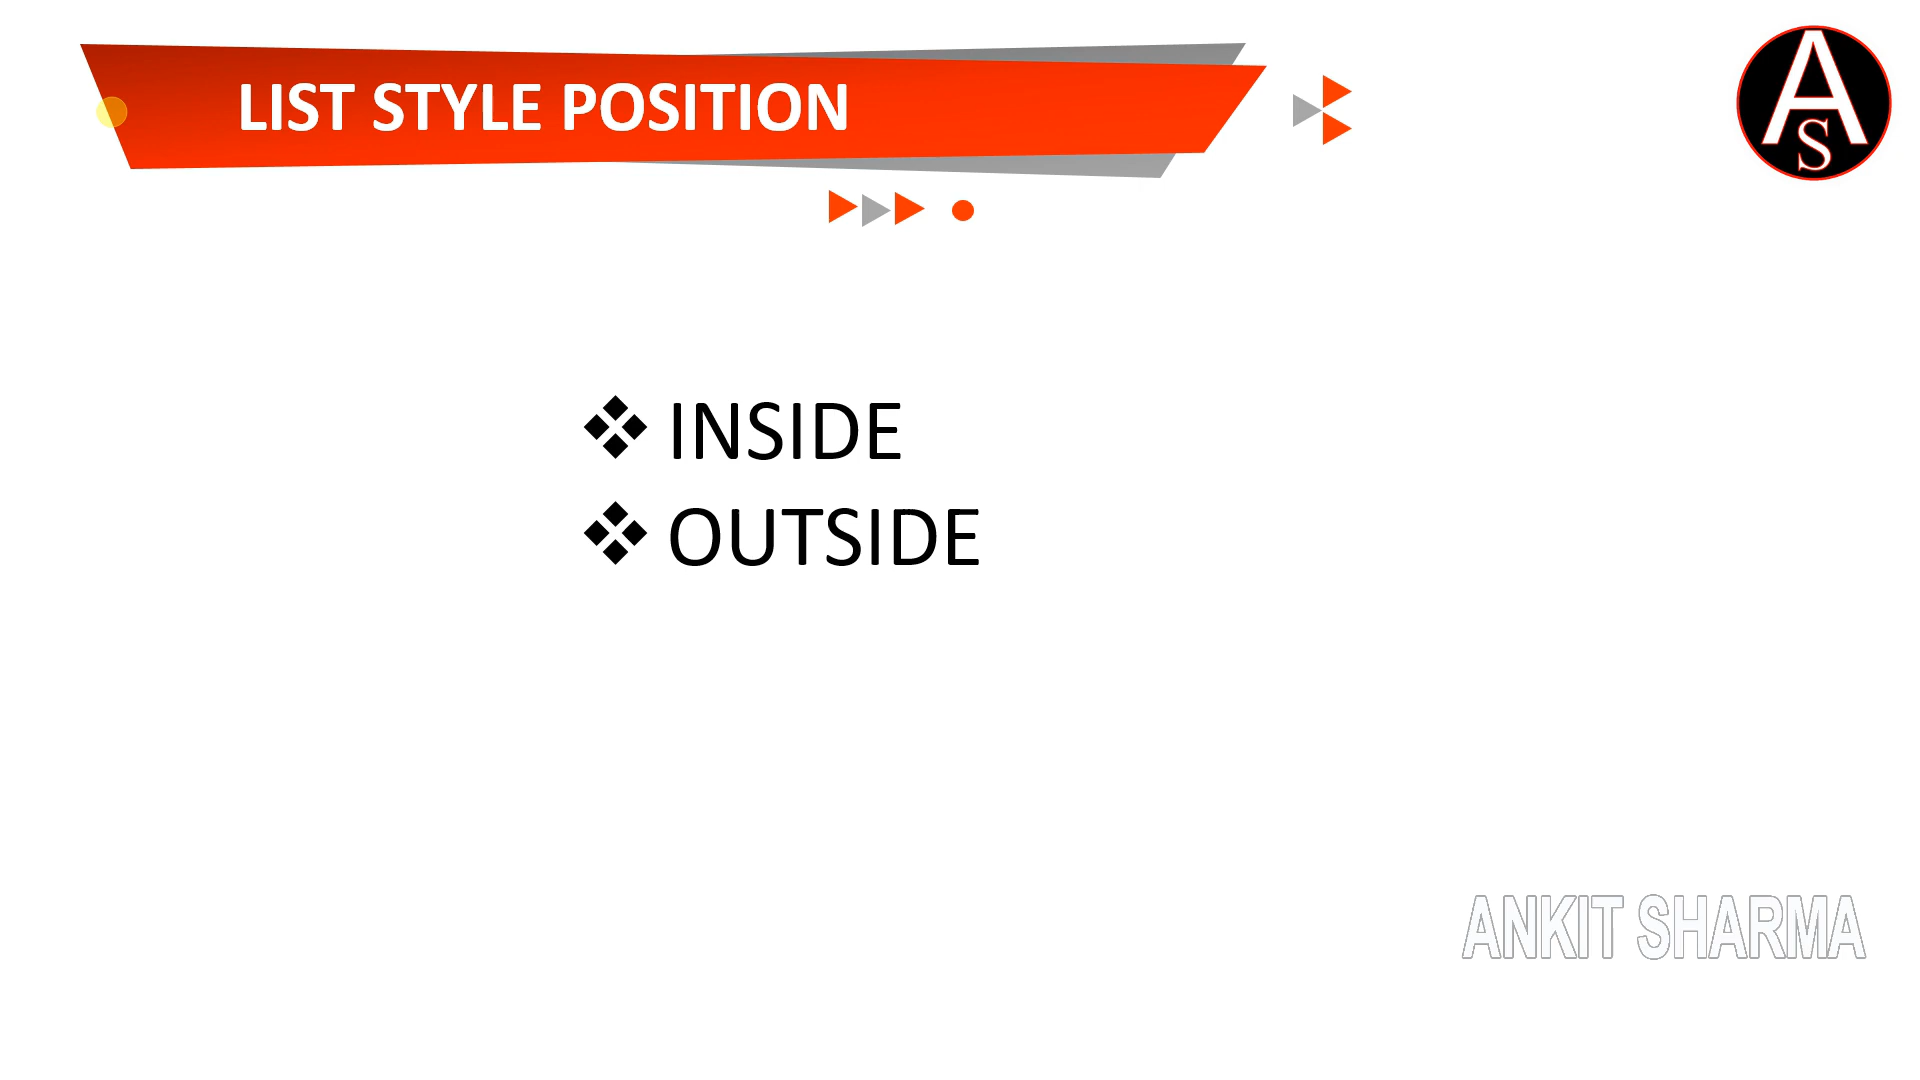 LIST STYLE POSITION
AS
INSIDE
OUTSIDE
ANKIT SHARMA